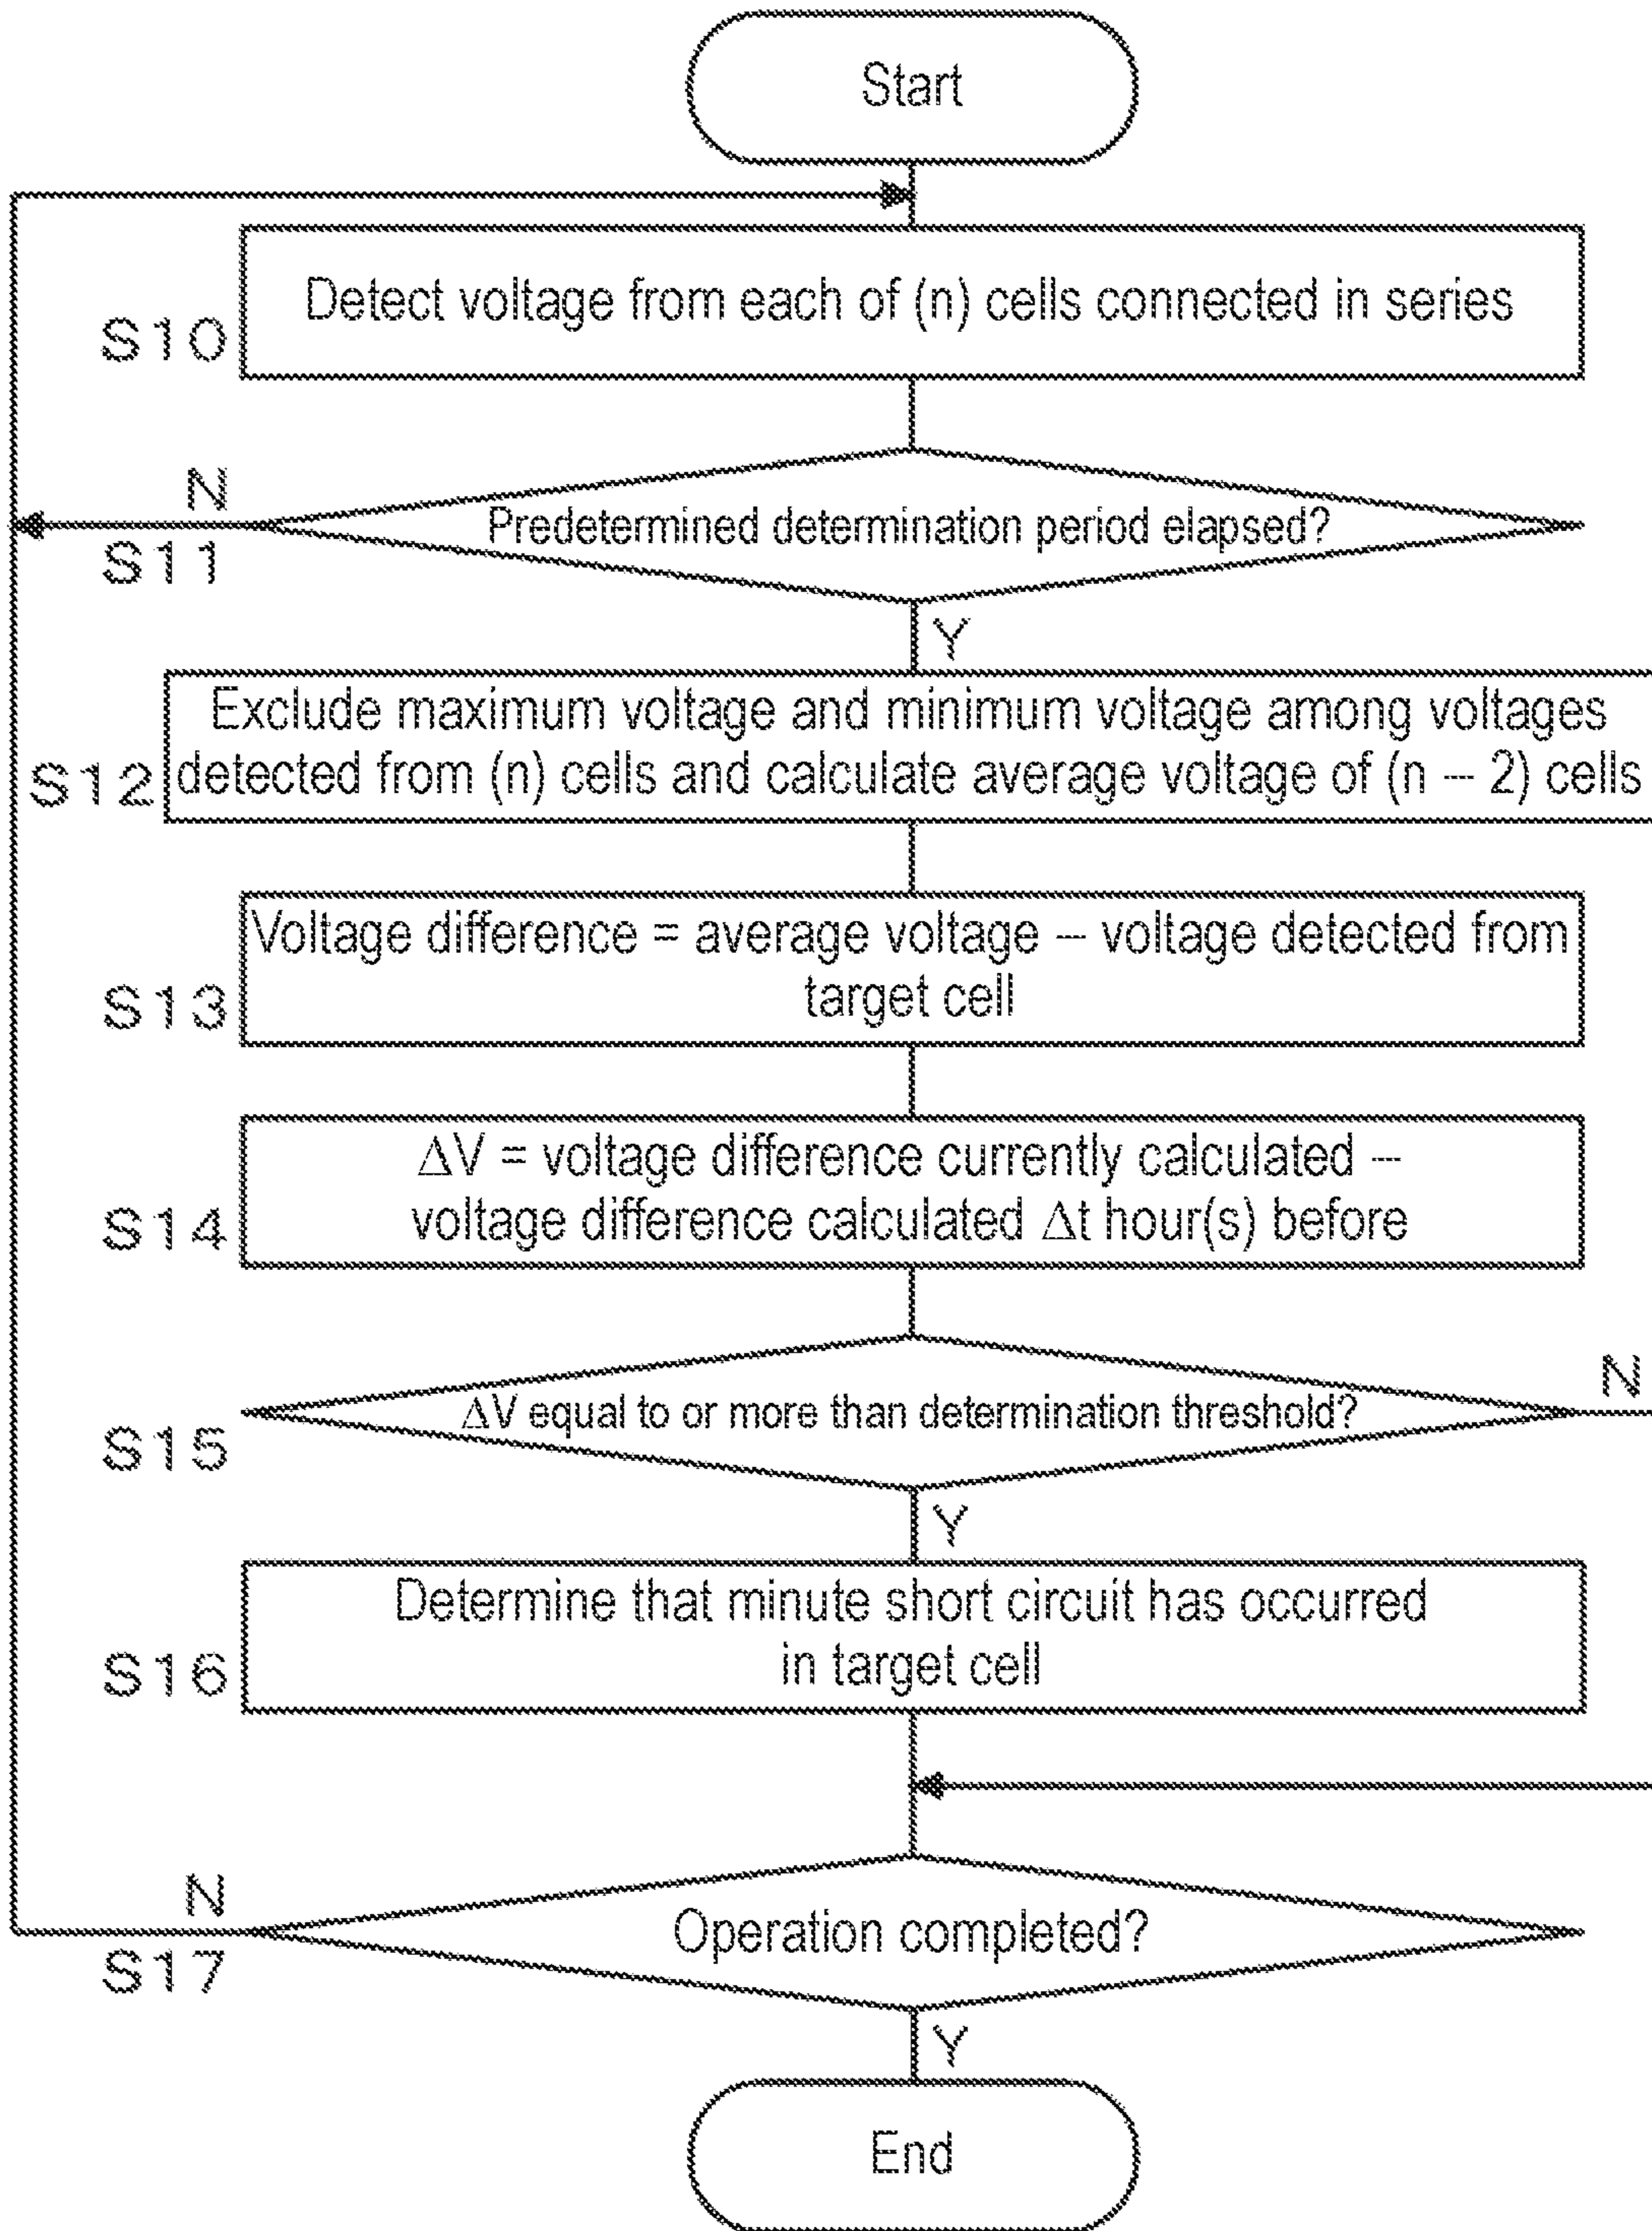 Start
Detect voltage from each of (n) cells connected in series
S10
N
Predetermined determination period elapsed?
S11
Y
Exclude maximum voltage and minimum voltage among voltages
detected from (n) cells and calculate average voltage of (n − 2) cells
S12
Voltage difference = average voltage − voltage detected from
target cell
S13
ΔV = voltage difference currently calculated −
voltage difference calculated Δt hour(s) before
S14
N
ΔV equal to or more than determination threshold?
S15
Y
Determine that minute short circuit has occurred
in target cell
S16
N
Operation completed?
S17
Y
End